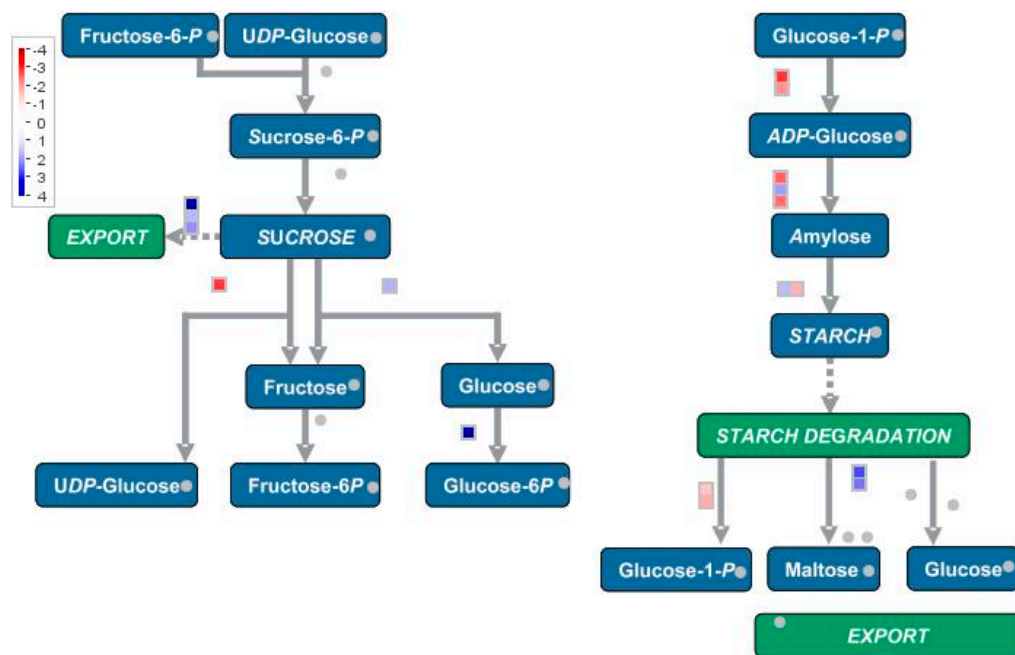 Fructose-6-P
UDP-Glucose
Glucose-1-P
-4
-3
-2
-1
0
1
2
3
4
Sucrose-6-P
ADP-Glucose
EXPORT
SUCROSE
Amylose
STARCH
Fructose
Glucose
STARCH DEGRADATION
UDP-Glucose
Fructose-6P
Glucose-6P
Glucose-1-P
Maltose
Glucose
EXPORT